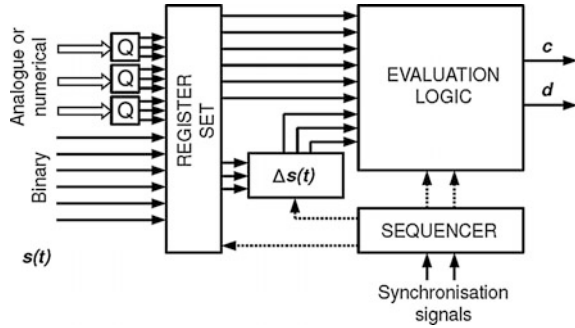 Analogue or
numerical
Q
Q
Q
Binary
s(t)
REGISTER
SET
Δs(t)
EVALUATION
LOGIC
c
d
SEQUENCER
Synchronisation
signals